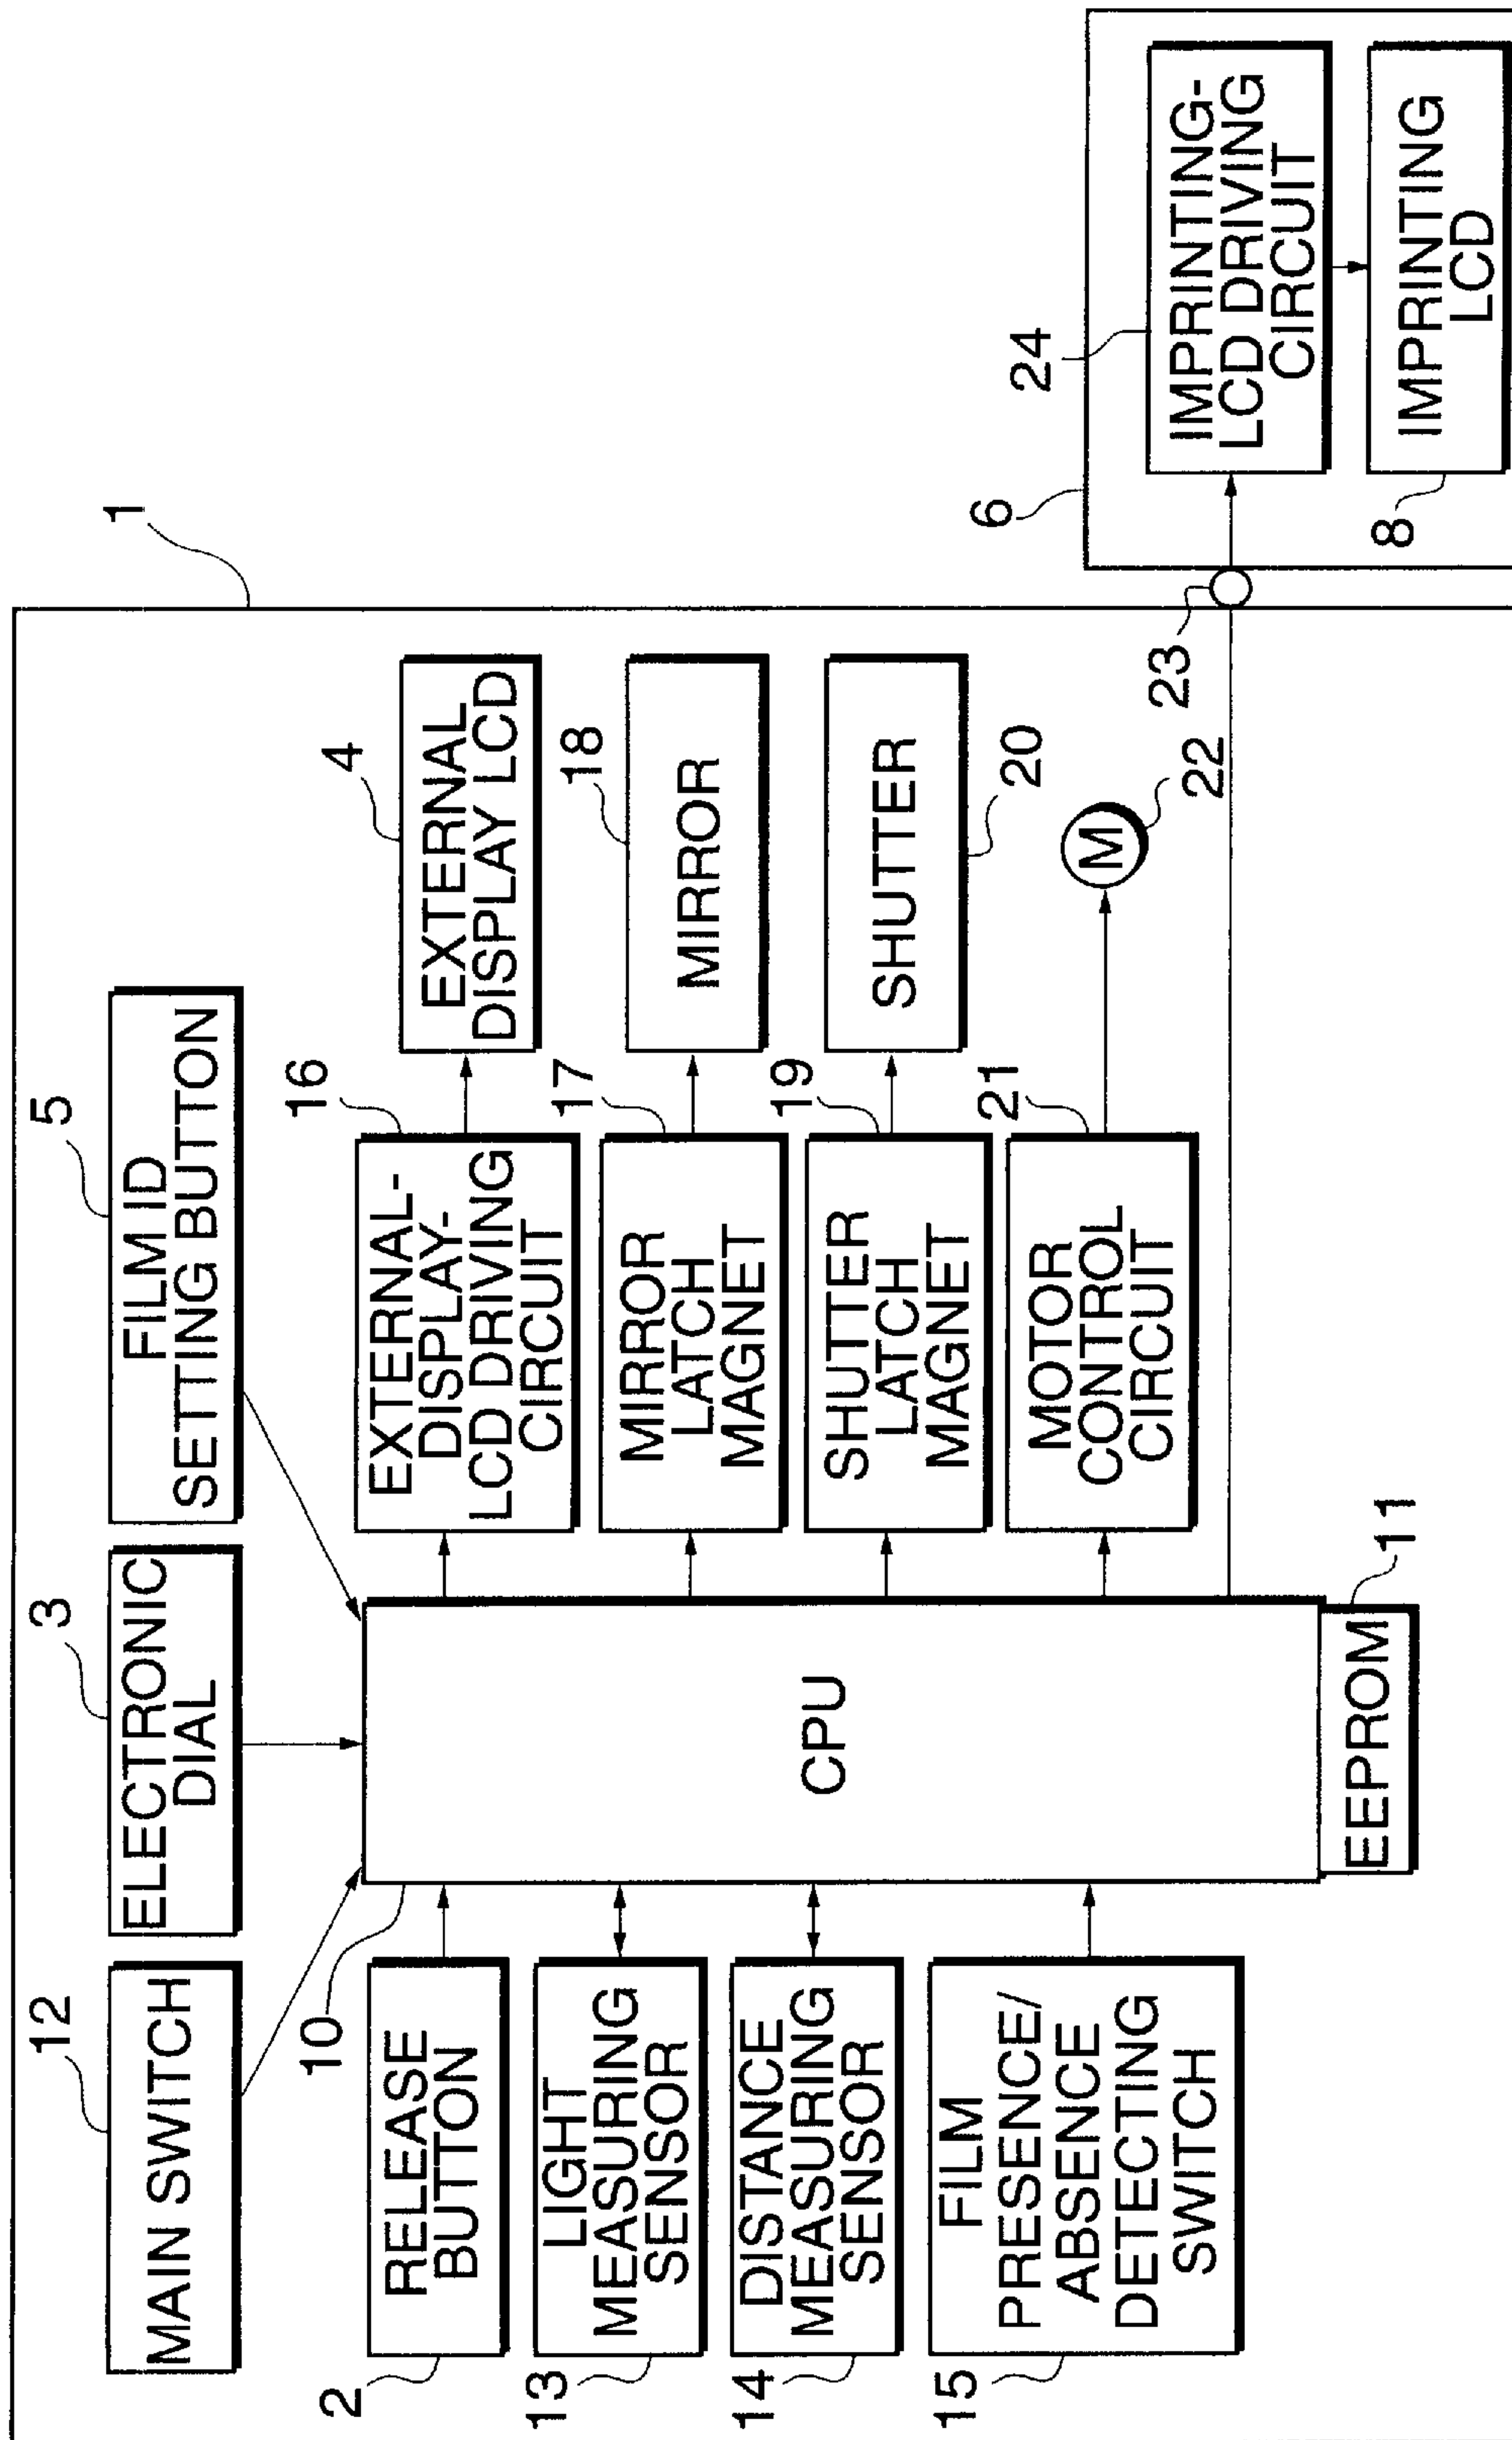 1
12
MAIN SWITCH
3
ELECTRONIC
DIAL
5
FILM ID
SETTING BUTTON
10
CPU
11
EEPROM
2
RELEASE
BUTTON
13
LIGHT
MEASURING
SENSOR
14
DISTANCE
MEASURING
SENSOR
15
FILM
PRESENCE/
ABSENCE
DETECTING
SWITCH
16
EXTERNAL-
DISPLAY-
LCD DRIVING
CIRCUIT
4
EXTERNAL
DISPLAY LCD
17
MIRROR
LATCH
MAGNET
18
MIRROR
19
SHUTTER
LATCH
MAGNET
SHUTTER
20
21
MOTOR
CONTROL
CIRCUIT
M
22
23
6
24
IMPRINTING-
LCD DRIVING
CIRCUIT
8
IMPRINTING
LCD